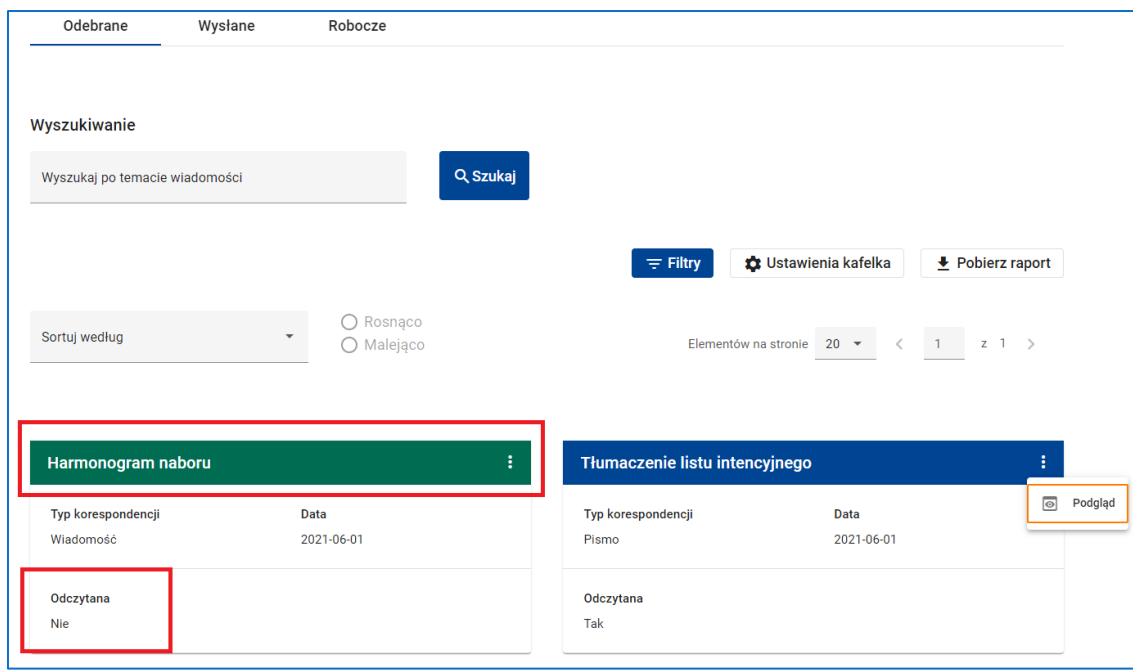 Odebrane Wysłane Robocze
Wyszukiwanie
Wyszukaj po temacie wiadomości Szukaj
Filtry Ustawienia kafelka Pobierz raport
Sortuj według Rosnąco
Malejąco
Elementów na stronie 20 1 z 1
Harmonogram naboru
Typ korespondencji Data
Wiadomość 2021-06-01
Odczytana
Nie
Tłumaczenie listu intencyjnego
Podgląd
Typ korespondencji Data
Pismo 2021-06-01
Odczytana
Tak